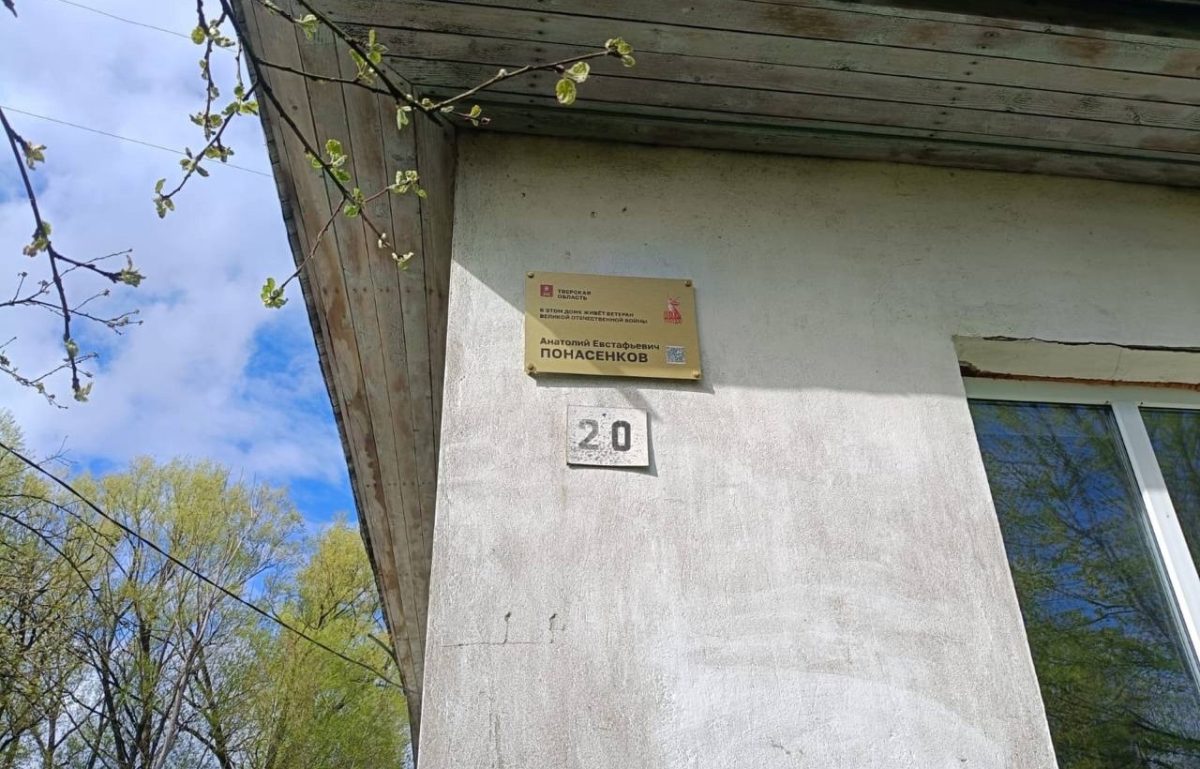 ТВЕРСКАЯ
ОБЛАСТЬ
В ЭТОМ ДОМЕ ЖИВЁТ ВЕТЕРАН
ВЕЛИКОЙ ОТЕЧЕСТВЕННОЙ ВОЙНЫ
Анатолий Евстафьевич
ПОНАСЕНКОВ
20